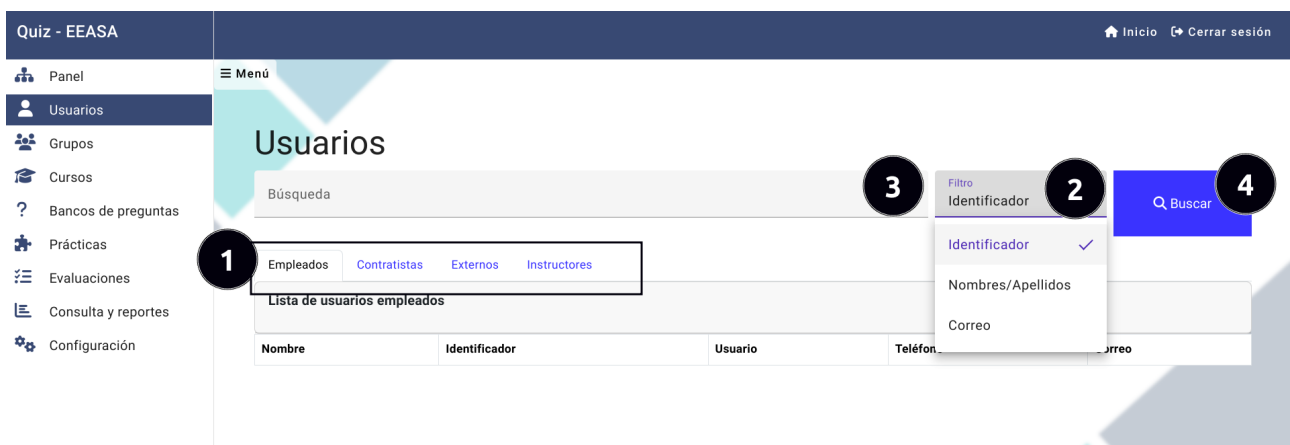 Quiz - EEASA
Inicio Cerrar sesión
Panel
Usuarios
Grupos
Cursos
Bancos de preguntas
Prácticas
Evaluaciones
Consulta y reportes
Configuración
Menú
Usuarios
Búsqueda
3
Filtro
Identificador
2
Buscar
4
Identificador
Nombres/Apellidos
Correo
1
Empleados Contratistas Externos Instructores
Lista de usuarios empleados
Nombre Identificador Usuario Teléfono Correo